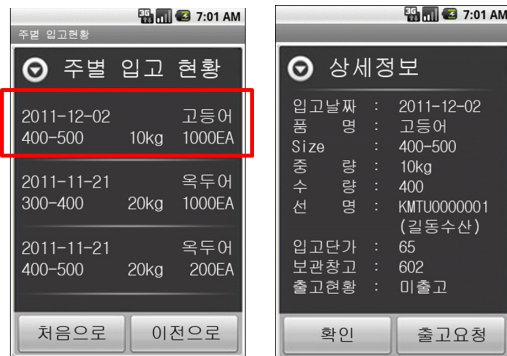 3G 7:01 AM
주별 입고현황
주별 입고 현황
2011-12-02 고등어
400-500 10kg 1000EA
2011-11-21 옥두어
300-400 20kg 1000EA
2011-11-21 옥두어
400-500 20kg 200EA
처음으로 이전으로
3G 7:01 AM
상세정보
입고날짜 : 2011-12-02
품 명 : 고등어
Size : 400-500
중 량 : 10kg
수 량 : 400
선 명 : KMTU0000001
(길동수산)
입고단가 : 65
보관창고 : 602
출고현황 : 미출고
확인 출고요청